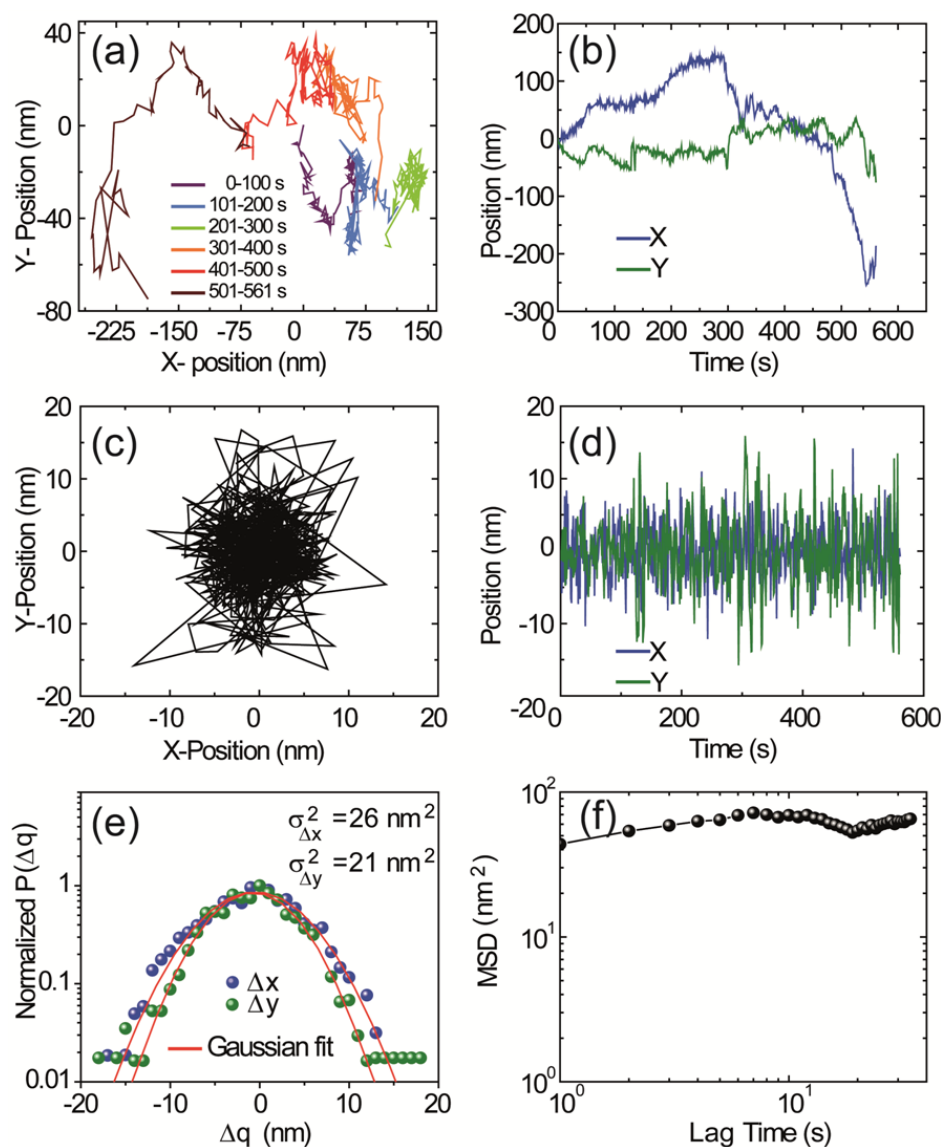 (a)
Y- Position (nm)
40
0
-40
-80
0-100 s
101-200 s
201-300 s
301-400 s
401-500 s
501-561 s
-225 -150 -75 0 75 150
X- position (nm)
(b)
Position (nm)
200
100
0
-100
-200
-300
X
Y
0 100 200 300 400 500 600
Time (s)
(c)
Y-Position (nm)
20
10
0
-10
-20
-20 -10 0 10 20
X-Position (nm)
(d)
Position (nm)
20
10
0
-10
-20
X
Y
0 200 400 600
Time (s)
(e)
Normalized P(Δq)
1
0.1
0.01
σ²Δx =26 nm²
σ²Δy =21 nm²
Δx
Δy
Gaussian fit
-20 -10 0 10 20
Δq (nm)
(f)
MSD (nm²)
10²
10¹
10⁰
10⁰ 10¹
Lag Time (s)